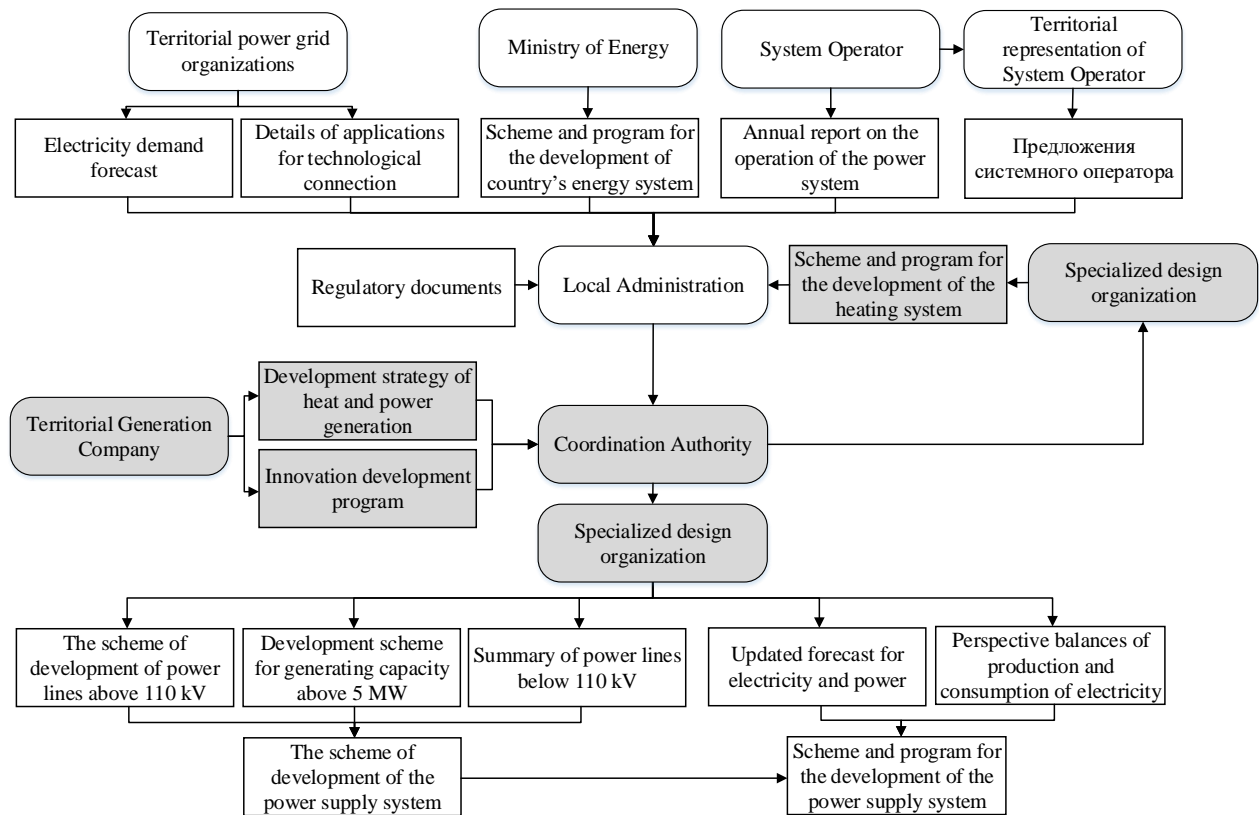 Territorial power grid
organizations
Ministry of Energy
System Operator
Territorial
representation of
System Operator
Electricity demand
forecast
Details of applications
for technological
connection
Scheme and program for
the development of
country’s energy system
Annual report on the
operation of the power
system
Предложения
системного оператора
Regulatory documents
Local Administration
Scheme and program for
the development of the
heating system
Specialized design
organization
Territorial Generation
Company
Development strategy of
heat and power
generation
Innovation development
program
Coordination Authority
Specialized design
organization
The scheme of
development of power
lines above 110 kV
Development scheme
for generating capacity
above 5 MW
Summary of power lines
below 110 kV
Updated forecast for
electricity and power
Perspective balances of
production and
consumption of electricity
The scheme of
development of the
power supply system
Scheme and program for
the development of the
power supply system